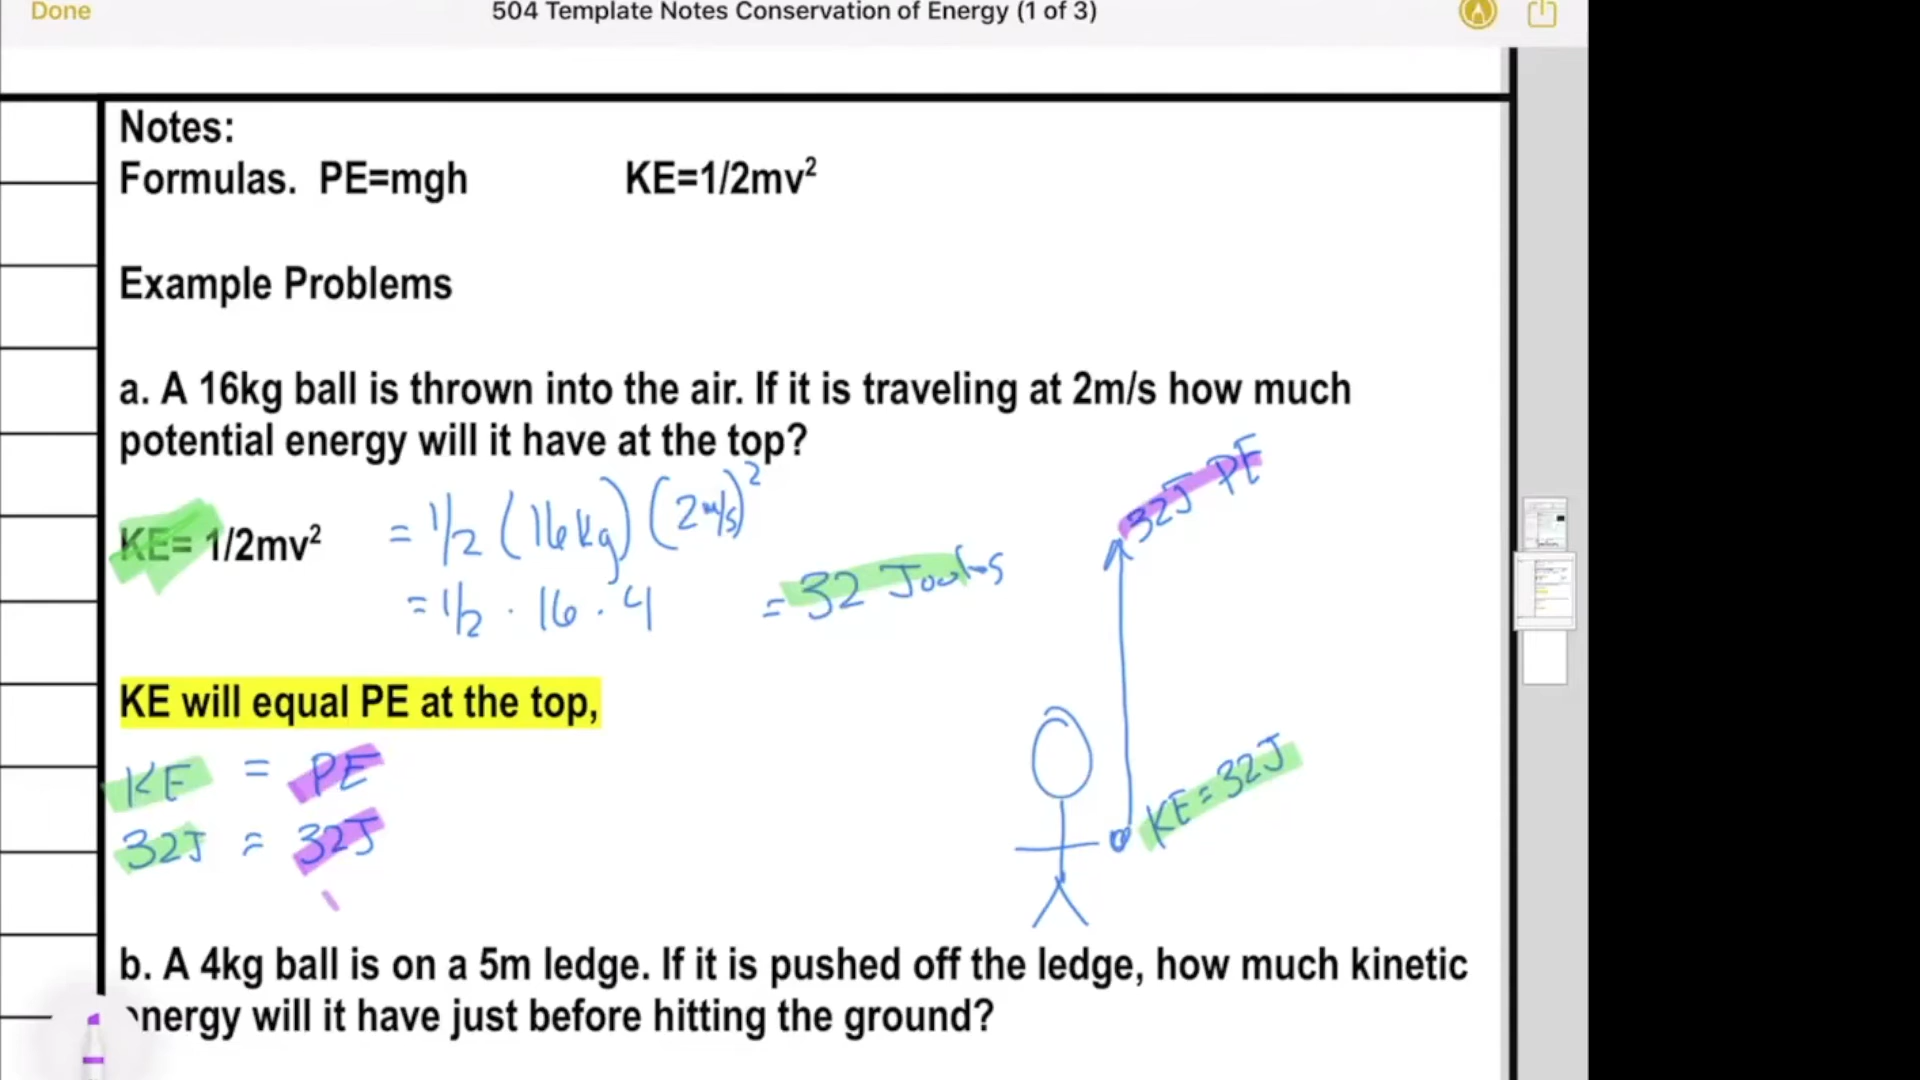 Done
504 Template Notes Conservation of Energy (1 of 3)
Notes:
Formulas. PE=mgh KE=1/2mv²
Example Problems
a. A 16kg ball is thrown into the air. If it is traveling at 2m/s how much
potential energy will it have at the top?
32J PE
KE= 1/2mv² = 1/2 (16kg) (2m/s)²
= 1/2 · 16 · 4 = 32 Joules
KE will equal PE at the top,
KE = PE
KE = 32J
32J = 32J
b. A 4kg ball is on a 5m ledge. If it is pushed off the ledge, how much kinetic
energy will it have just before hitting the ground?